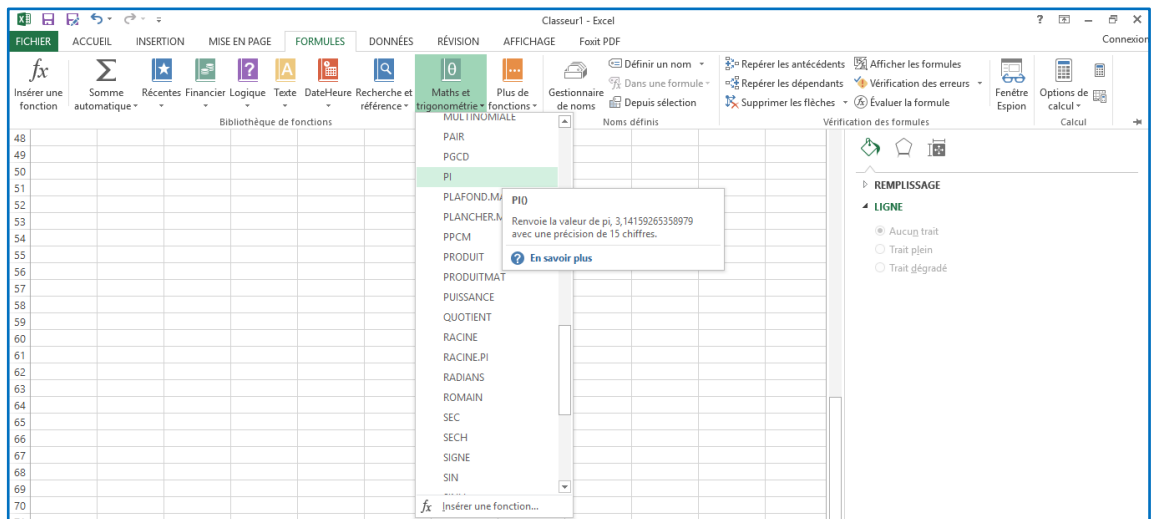 Classeur1 - Excel
FICHIER ACCUEIL INSERTION MISE EN PAGE FORMULES DONNÉES RÉVISION AFFICHAGE Foxit PDF Connexion
fx Insérer une fonction
Somme automatique
Récentes
Financier
Logique
Texte
DateHeure
Recherche et référence
Maths et trigonométrie
Plus de fonctions
Bibliothèque de fonctions
Gestionnaire de noms
Définir un nom
Dans une formule
Depuis sélection
Noms définis
Repérer les antécédents
Repérer les dépendants
Supprimer les flèches
Afficher les formules
Vérification des erreurs
Évaluer la formule
Vérification des formules
Fenêtre Espion
Options de calcul
Calcul
48
49
50
51
52
53
54
55
56
57
58
59
60
61
62
63
64
65
66
67
68
69
70
MULTINOMIALE
PAIR
PGCD
PI
PLAFOND.MA
PLANCHER.M
PPCM
PRODUIT
PRODUITMAT
PUISSANCE
QUOTIENT
RACINE
RACINE.PI
RADIANS
ROMAIN
SEC
SECH
SIGNE
SIN
fx Insérer une fonction...
PI()
Renvoie la valeur de pi, 3,14159265358979
avec une précision de 15 chiffres.
? En savoir plus
REMPLISSAGE
LIGNE
Aucun trait
Trait plein
Trait dégradé